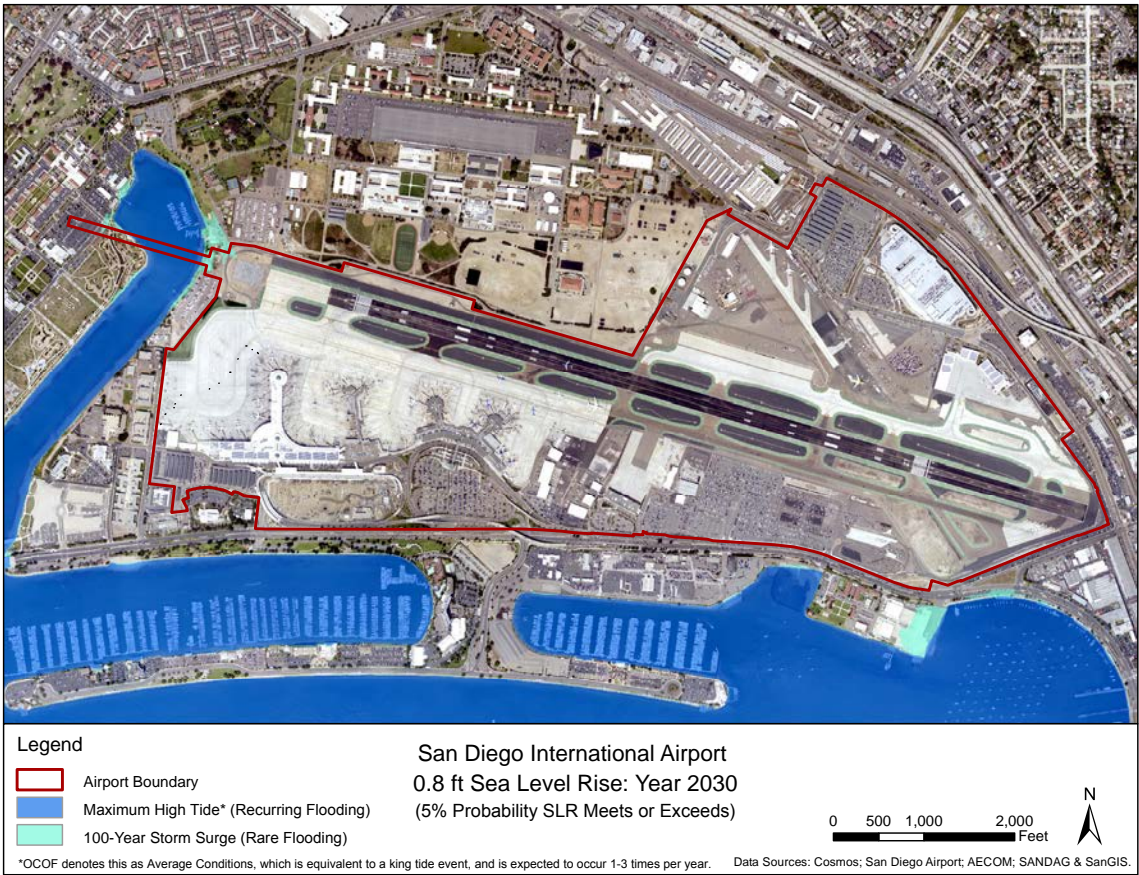 Legend
Airport Boundary
Maximum High Tide* (Recurring Flooding)
100-Year Storm Surge (Rare Flooding)
San Diego International Airport
0.8 ft Sea Level Rise: Year 2030
(5% Probability SLR Meets or Exceeds)
N
0 500 1,000 2,000
Feet
*OCOF denotes this as Average Conditions, which is equivalent to a king tide event, and is expected to occur 1-3 times per year.
Data Sources: Cosmos; San Diego Airport; AECOM; SANDAG & SanGIS.